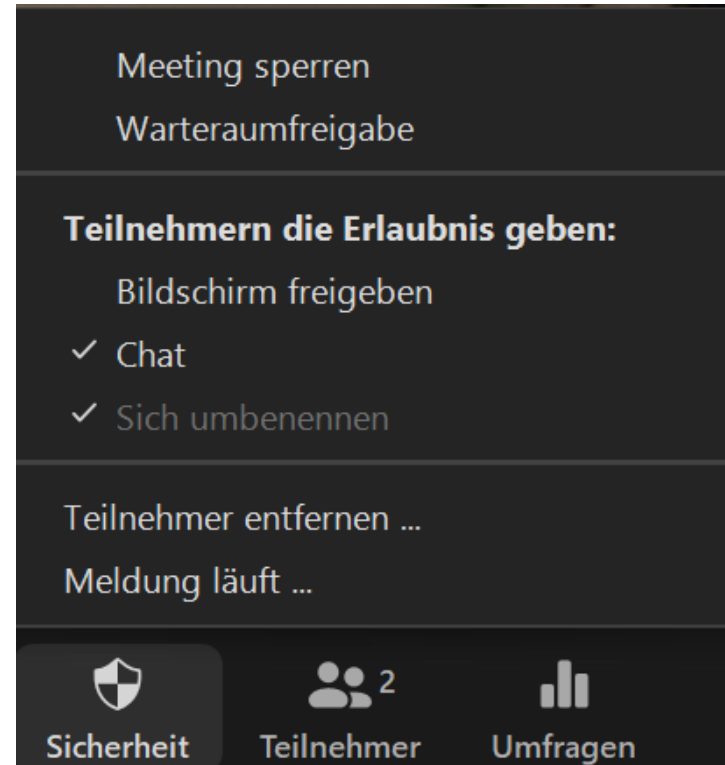 Meeting sperren
Warteraumfreigabe
Teilnehmern die Erlaubnis geben:
Bildschirm freigeben
Chat
Sich umbenennen
Teilnehmer entfernen ...
Meldung läuft ...
2
Sicherheit Teilnehmer Umfragen